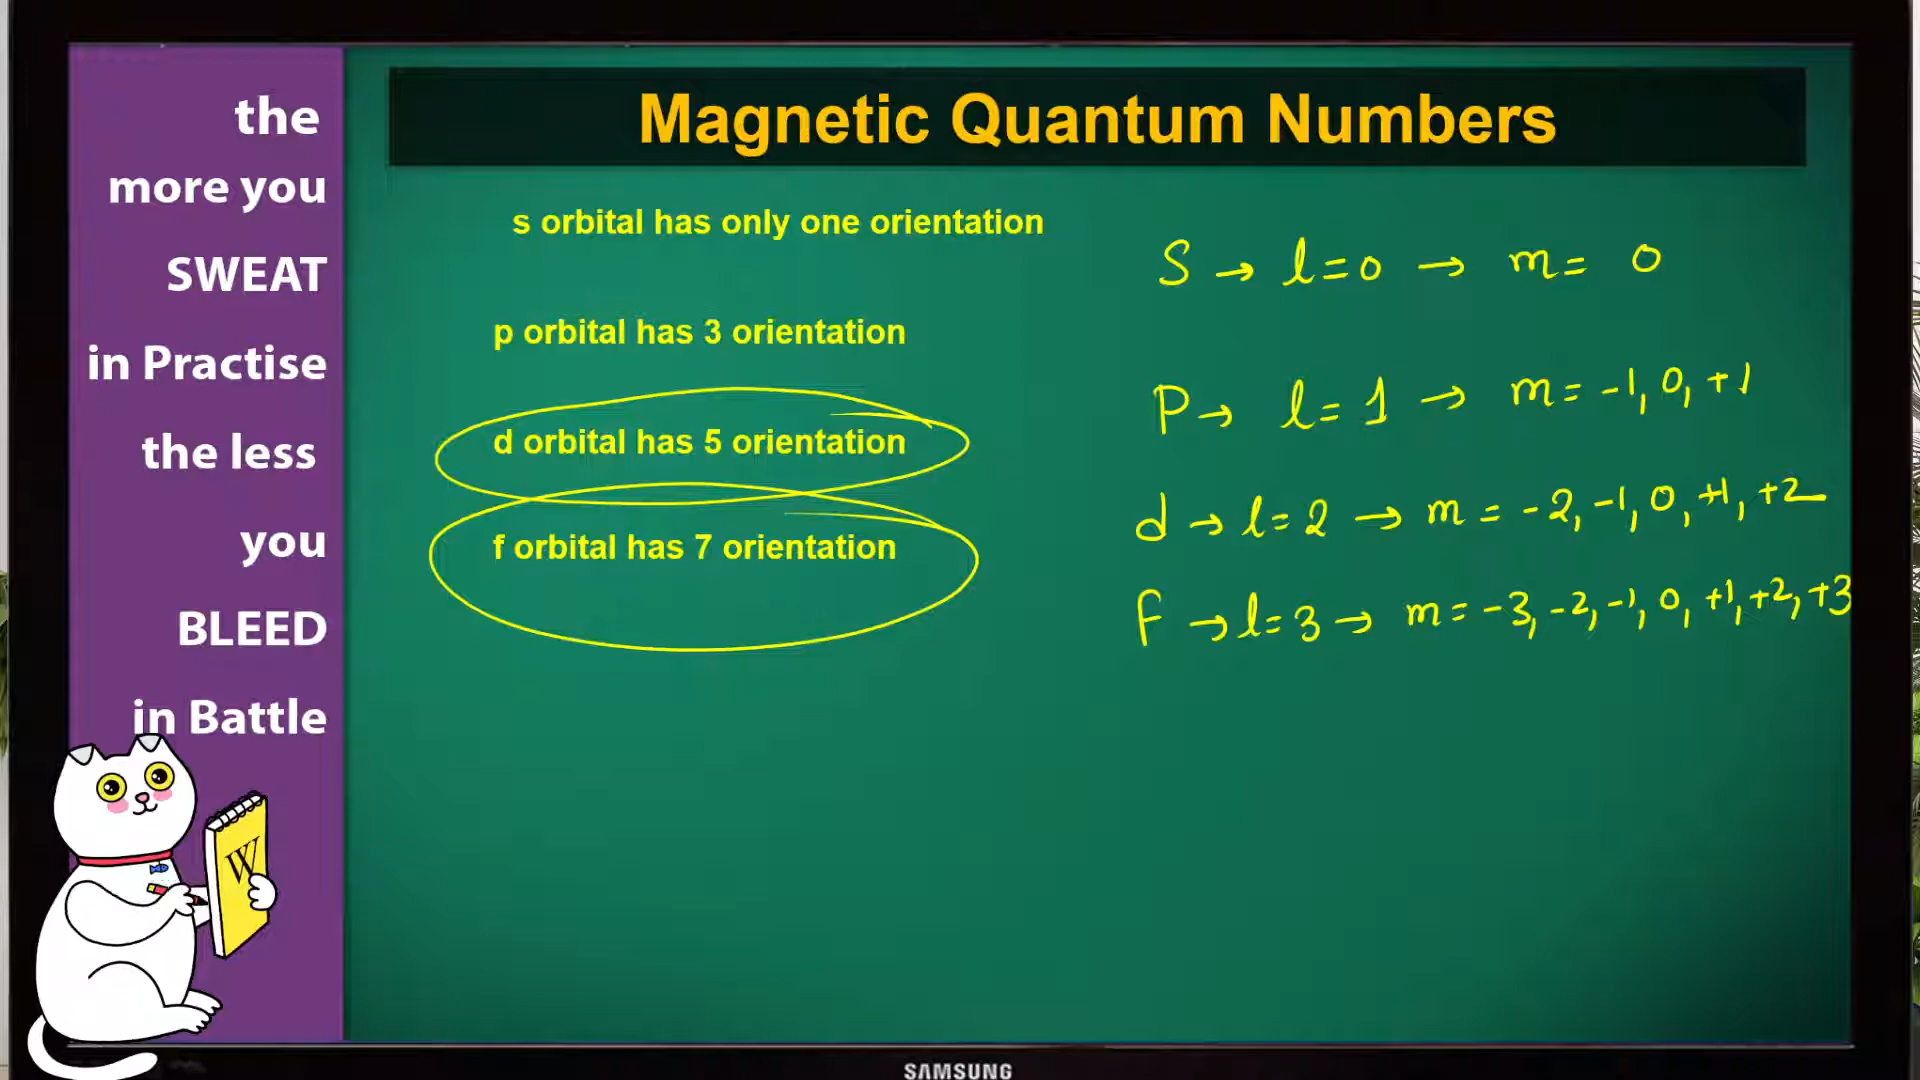 Magnetic Quantum Numbers
the
more you
SWEAT
in Practise
the less
you
BLEED
in Battle
s orbital has only one orientation
p orbital has 3 orientation
d orbital has 5 orientation
f orbital has 7 orientation
S → l=0 → m= 0
P → l=1 → m= -1, 0, +1
d → l=2 → m = -2, -1, 0, +1, +2
F → l=3 → m = -3, -2, -1, 0, +1, +2, +3
W
SAMSUNG